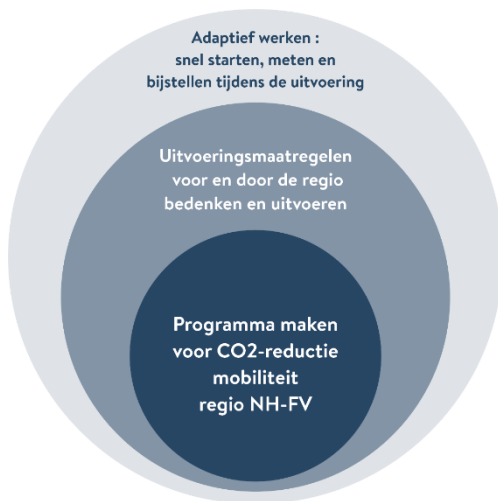 Adaptief werken :
snel starten, meten en
bijstellen tijdens de uitvoering
Uitvoeringsmaatregelen
voor en door de regio
bedenken en uitvoeren
Programma maken
voor CO2-reductie
mobiliteit
regio NH-FV